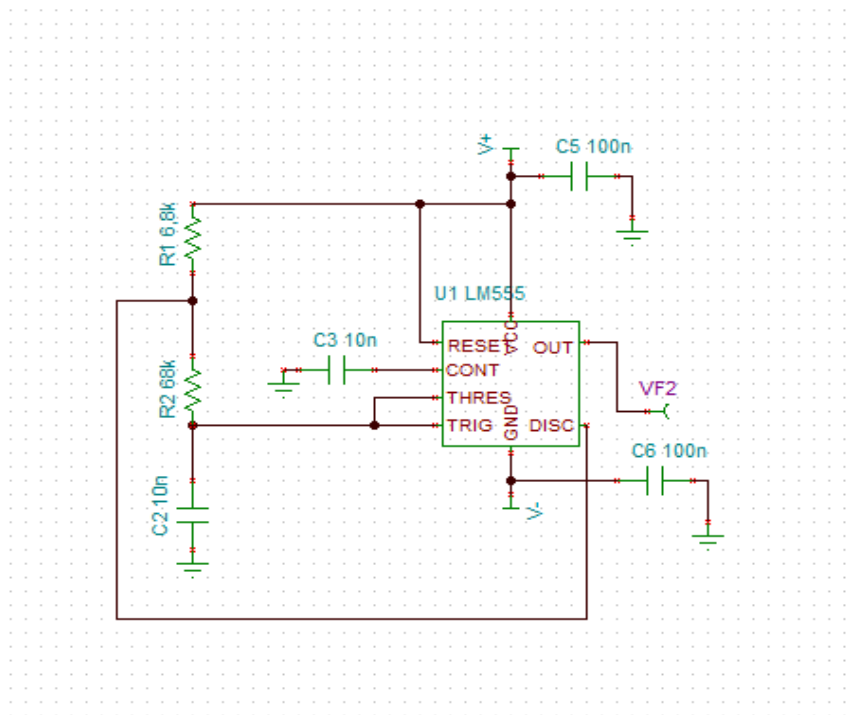 V+
C5 100n
R1 6,8k
U1 LM555
C3 10n
RESET
VCC
OUT
CONT
R2 68k
THRES
VF2
TRIG
GND
DISC
C6 100n
C2 10n
V-